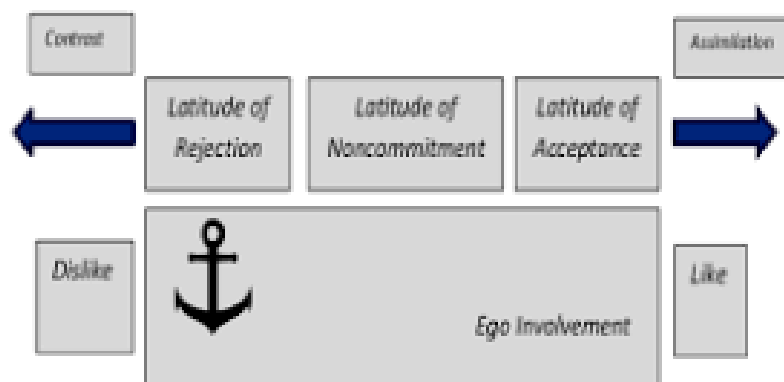 Contrast
Assimilation
Latitude of
Rejection
Latitude of
Noncommitment
Latitude of
Acceptance
Dislike
Like
Ego Involvement